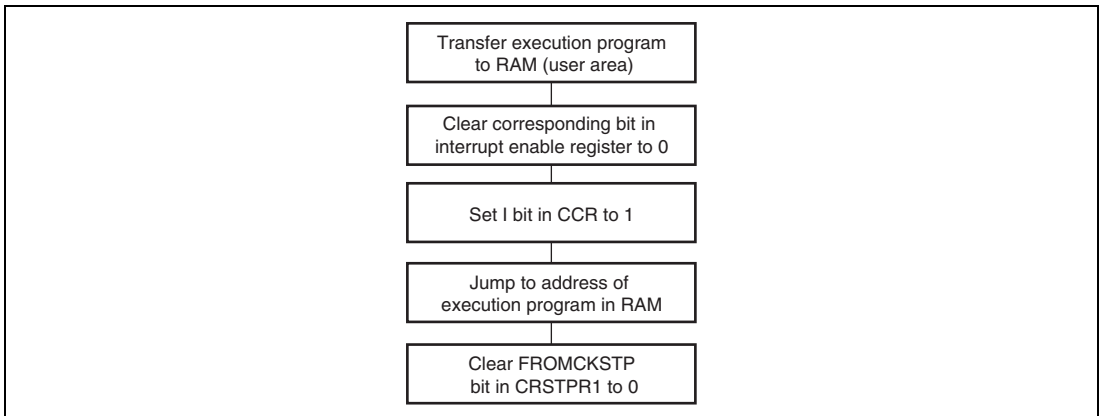 Transfer execution program
to RAM (user area)
Clear corresponding bit in
interrupt enable register to 0
Set I bit in CCR to 1
Jump to address of
execution program in RAM
Clear FROMCKSTP
bit in CRSTPR1 to 0